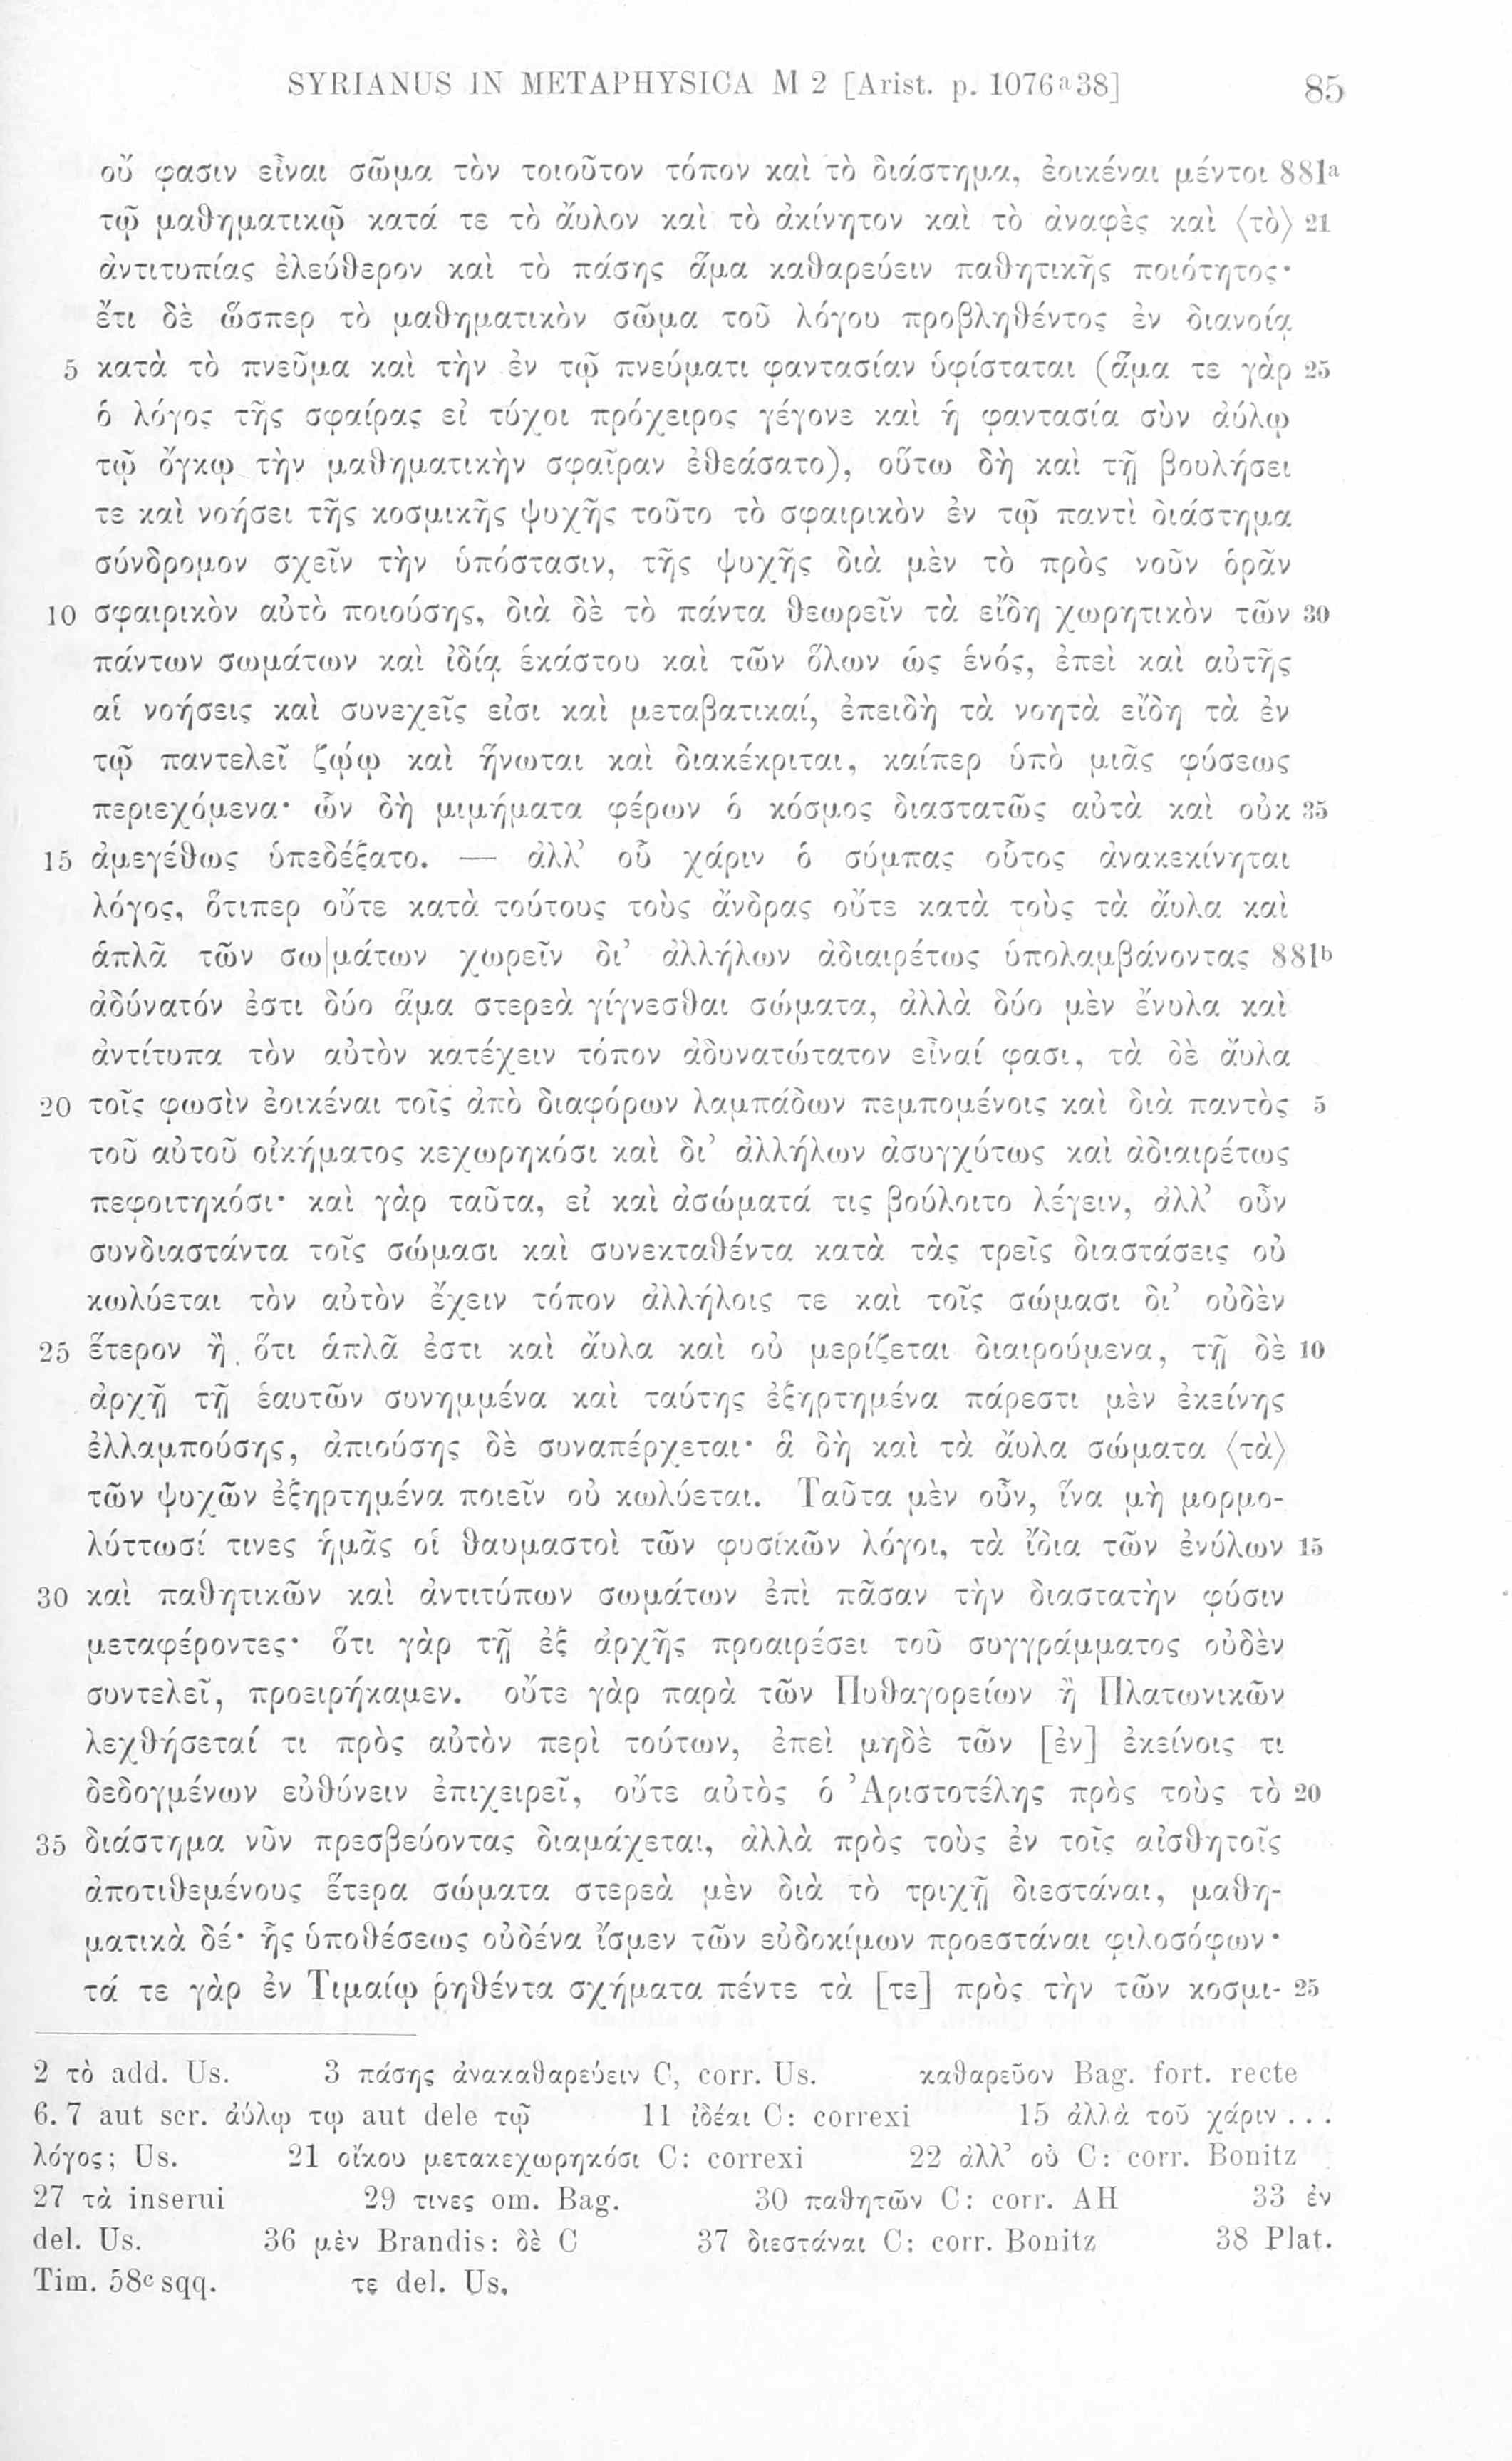 SYRIANUS IN METAPHYSICA M 2 [Arist. p. 1076ᵃ38] 85
οὔ φασιν εἶναι σῶμα τὸν τοιοῦτον τόπον καὶ τὸ διάστημα, ἐοικέναι μέντοι 881ᵃ
τῷ μαθηματικῷ κατά τε τὸ ἄυλον καὶ τὸ ἀκίνητον καὶ τὸ ἀναφὲς καὶ ⟨τὸ⟩ 21
ἀντιτυπίας ἐλεύθερον καὶ τὸ πάσης ἅμα καθαρεύειν παθητικῆς ποιότητος·
ἔτι δὲ ὥσπερ τὸ μαθηματικὸν σῶμα τοῦ λόγου προβληθέντος ἐν διανοίᾳ
5 κατὰ τὸ πνεῦμα καὶ τὴν ἐν τῷ πνεύματι φαντασίαν ὑφίσταται (ἅμα τε γὰρ 25
ὁ λόγος τῆς σφαίρας εἰ τύχοι πρόχειρος γέγονε καὶ ἡ φαντασία σὺν ἀύλῳ
τῷ ὄγκῳ τὴν μαθηματικὴν σφαῖραν ἐθεάσατο), οὕτω δὴ καὶ τῇ βουλήσει
τε καὶ νοήσει τῆς κοσμικῆς ψυχῆς τοῦτο τὸ σφαιρικὸν ἐν τῷ παντὶ διάστημα
σύνδρομον σχεῖν τὴν ὑπόστασιν, τῆς ψυχῆς διὰ μὲν τὸ πρὸς νοῦν ὁρᾶν
10 σφαιρικὸν αὐτὸ ποιούσης, διὰ δὲ τὸ πάντα θεωρεῖν τὰ εἴδη χωρητικὸν τῶν 30
πάντων σωμάτων καὶ ἰδίᾳ ἑκάστου καὶ τῶν ὅλων ὡς ἑνός, ἐπεὶ καὶ αὐτῆς
αἱ νοήσεις καὶ συνεχεῖς εἰσι καὶ μεταβατικαί, ἐπειδὴ τὰ νοητὰ εἴδη τὰ ἐν
τῷ παντελεῖ ζῴῳ καὶ ἥνωται καὶ διακέκριται, καίπερ ὑπὸ μιᾶς φύσεως
περιεχόμενα· ὧν δὴ μιμήματα φέρων ὁ κόσμος διαστατῶς αὐτὰ καὶ οὐκ 35
15 ἀμεγέθως ὑπεδέξατο. — ἀλλ’ οὗ χάριν ὁ σύμπας οὗτος ἀνακεκίνηται
λόγος, ὅτιπερ οὔτε κατὰ τούτους τοὺς ἄνδρας οὔτε κατὰ τοὺς τὰ ἄυλα καὶ
ἁπλᾶ τῶν σω|μάτων χωρεῖν δι’ ἀλλήλων ἀδιαιρέτως ὑπολαμβάνοντας 881ᵇ
ἀδύνατόν ἐστι δύο ἅμα στερεὰ γίγνεσθαι σώματα, ἀλλὰ δύο μὲν ἔνυλα καὶ
ἀντίτυπα τὸν αὐτὸν κατέχειν τόπον ἀδυνατώτατον εἶναί φασι, τὰ δὲ ἄυλα
20 τοῖς φωσὶν ἐοικέναι τοῖς ἀπὸ διαφόρων λαμπάδων πεμπομένοις καὶ διὰ παντὸς 5
τοῦ αὐτοῦ οἰκήματος κεχωρηκόσι καὶ δι’ ἀλλήλων ἀσυγχύτως καὶ ἀδιαιρέτως
πεφοιτηκόσι· καὶ γὰρ ταῦτα, εἰ καὶ ἀσώματά τις βούλοιτο λέγειν, ἀλλ’ οὖν
συνδιαστάντα τοῖς σώμασι καὶ συνεκταθέντα κατὰ τὰς τρεῖς διαστάσεις οὐ
κωλύεται τὸν αὐτὸν ἔχειν τόπον ἀλλήλοις τε καὶ τοῖς σώμασι δι’ οὐδὲν
25 ἕτερον ἢ ὅτι ἁπλᾶ ἐστι καὶ ἄυλα καὶ οὐ μερίζεται διαιρούμενα, τῇ δὲ 10
ἀρχῇ τῇ ἑαυτῶν συνημμένα καὶ ταύτης ἐξηρτημένα πάρεστι μὲν ἐκείνης
ἐλλαμπούσης, ἀπιούσης δὲ συναπέρχεται· ἃ δὴ καὶ τὰ ἄυλα σώματα ⟨τὰ⟩
τῶν ψυχῶν ἐξηρτημένα ποιεῖν οὐ κωλύεται. Ταῦτα μὲν οὖν, ἵνα μὴ μορμο-
λύττωσί τινες ἡμᾶς οἱ θαυμαστοὶ τῶν φυσικῶν λόγοι, τὰ ἴδια τῶν ἐνύλων 15
30 καὶ παθητικῶν καὶ ἀντιτύπων σωμάτων ἐπὶ πᾶσαν τὴν διαστατὴν φύσιν
μεταφέροντες· ὅτι γὰρ τῇ ἐξ ἀρχῆς προαιρέσει τοῦ συγγράμματος οὐδὲν
συντελεῖ, προειρήκαμεν. οὔτε γὰρ παρὰ τῶν Πυθαγορείων ἢ Πλατωνικῶν
λεχθήσεταί τι πρὸς αὐτὸν περὶ τούτων, ἐπεὶ μηδὲ τῶν [ἐν] ἐκείνοις τι
δεδογμένων εὐθύνειν ἐπιχειρεῖ, οὔτε αὐτὸς ὁ Ἀριστοτέλης πρὸς τοὺς τὸ 20
35 διάστημα νῦν πρεσβεύοντας διαμάχεται, ἀλλὰ πρὸς τοὺς ἐν τοῖς αἰσθητοῖς
ἀποτιθεμένους ἕτερα σώματα στερεὰ μὲν διὰ τὸ τριχῇ διεστάναι, μαθη-
ματικὰ δέ· ἧς ὑποθέσεως οὐδένα ἴσμεν τῶν εὐδοκίμων προεστάναι φιλοσόφων·
τά τε γὰρ ἐν Τιμαίῳ ῥηθέντα σχήματα πέντε τὰ [τε] πρὸς τὴν τῶν κοσμι- 25
2 τὸ add. Us. 3 πάσης ἀνακαθαρεύειν C, corr. Us. καθαρεῦον Bag. fort. recte
6. 7 aut scr. ἀύλῳ τῳ aut dele τῷ 11 ἰδέαι C: correxi 15 ἀλλὰ τοῦ χάριν . . .
λόγος; Us. 21 οἴκου μετακεχωρηκόσι C: correxi 22 ἀλλ’ οὐ C: corr. Bonitz
27 τὰ inserui 29 τινες om. Bag. 30 παθητῶν C: corr. AH 33 ἐν
del. Us. 36 μὲν Brandis: δὲ C 37 διεστάναι C: corr. Bonitz 38 Plat.
Tim. 58ᶜ sqq. τε del. Us.